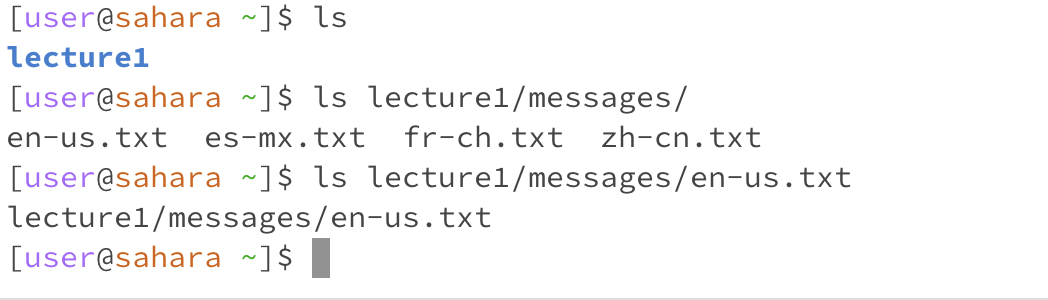 [user@sahara ~]$ ls
lecture1
[user@sahara ~]$ ls lecture1/messages/
en-us.txt  es-mx.txt  fr-ch.txt  zh-cn.txt
[user@sahara ~]$ ls lecture1/messages/en-us.txt
lecture1/messages/en-us.txt
[user@sahara ~]$